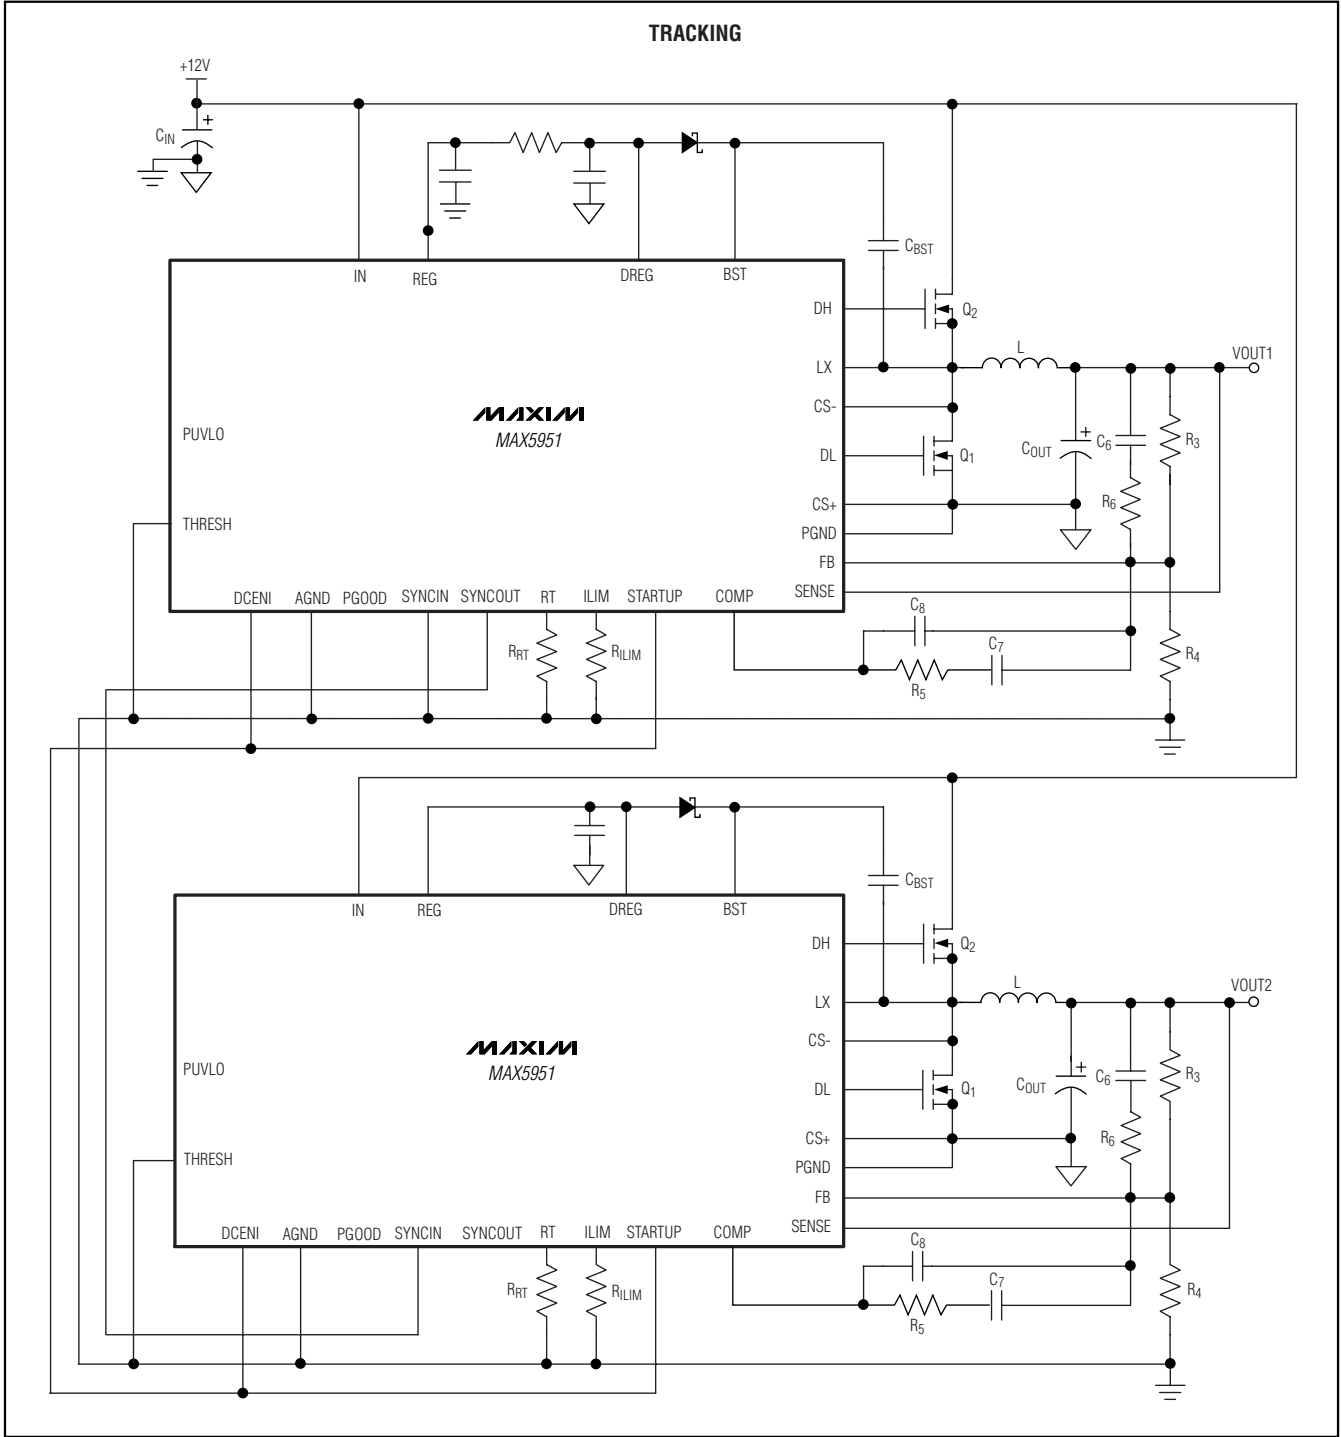 TRACKING
+12V
+
CIN
CBST
IN
REG
DREG
BST
DH
Q2
LX
L
VOUT1
CS-
MAXIM
MAX5951
PUVLO
DL
Q1
COUT
+
C6
R3
CS+
R6
THRESH
PGND
FB
SENSE
DCENI
AGND
PGOOD
SYNCIN
SYNCOUT
RT
ILIM
STARTUP
COMP
C8
RRT
RILIM
C7
R4
R5
CBST
IN
REG
DREG
BST
DH
Q2
LX
L
VOUT2
CS-
MAXIM
MAX5951
PUVLO
DL
Q1
COUT
+
C6
R3
CS+
R6
THRESH
PGND
FB
SENSE
DCENI
AGND
PGOOD
SYNCIN
SYNCOUT
RT
ILIM
STARTUP
COMP
C8
RRT
RILIM
C7
R4
R5